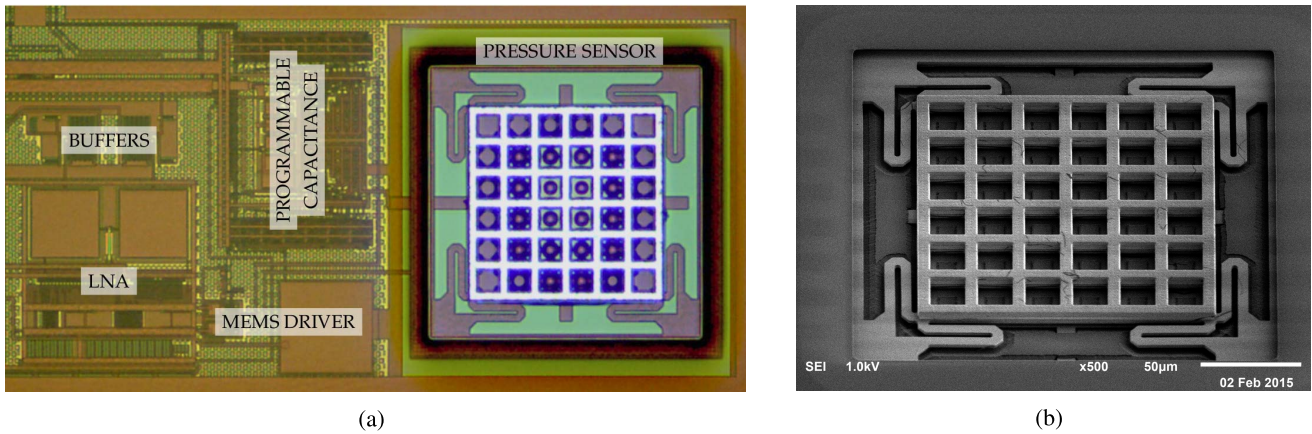 PRESSURE SENSOR
PROGRAMMABLE
CAPACITANCE
BUFFERS
LNA
MEMS DRIVER
SEI 1.0kV x500 50µm
02 Feb 2015
(a)
(b)